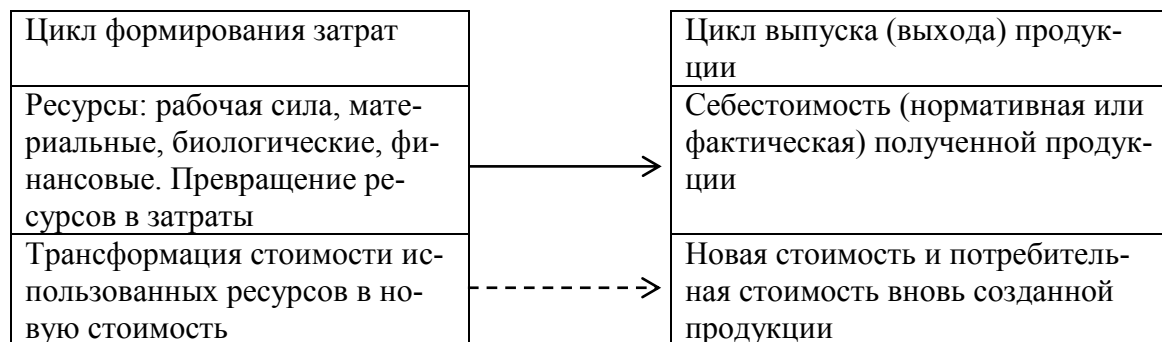 Цикл формирования затрат
Цикл выпуска (выхода) продук-
ции
Ресурсы: рабочая сила, мате-
риальные, биологические, фи-
нансовые. Превращение ре-
сурсов в затраты
Себестоимость (нормативная или
фактическая) полученной продук-
ции
Трансформация стоимости ис-
пользованных ресурсов в но-
вую стоимость
Новая стоимость и потребитель-
ная стоимость вновь созданной
продукции